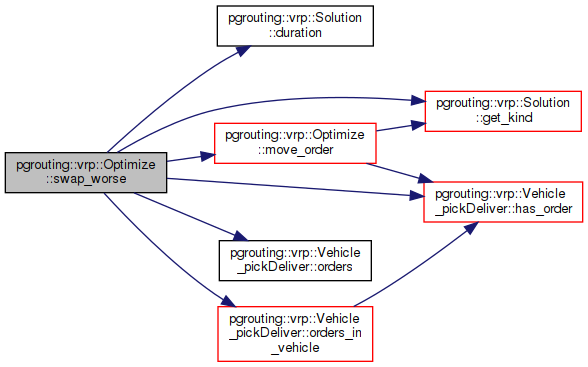 pgrouting::vrp::Solution
::duration
pgrouting::vrp::Solution
::get_kind
pgrouting::vrp::Optimize
::move_order
pgrouting::vrp::Optimize
::swap_worse
pgrouting::vrp::Vehicle
_pickDeliver::has_order
pgrouting::vrp::Vehicle
_pickDeliver::orders
pgrouting::vrp::Vehicle
_pickDeliver::orders_in
_vehicle